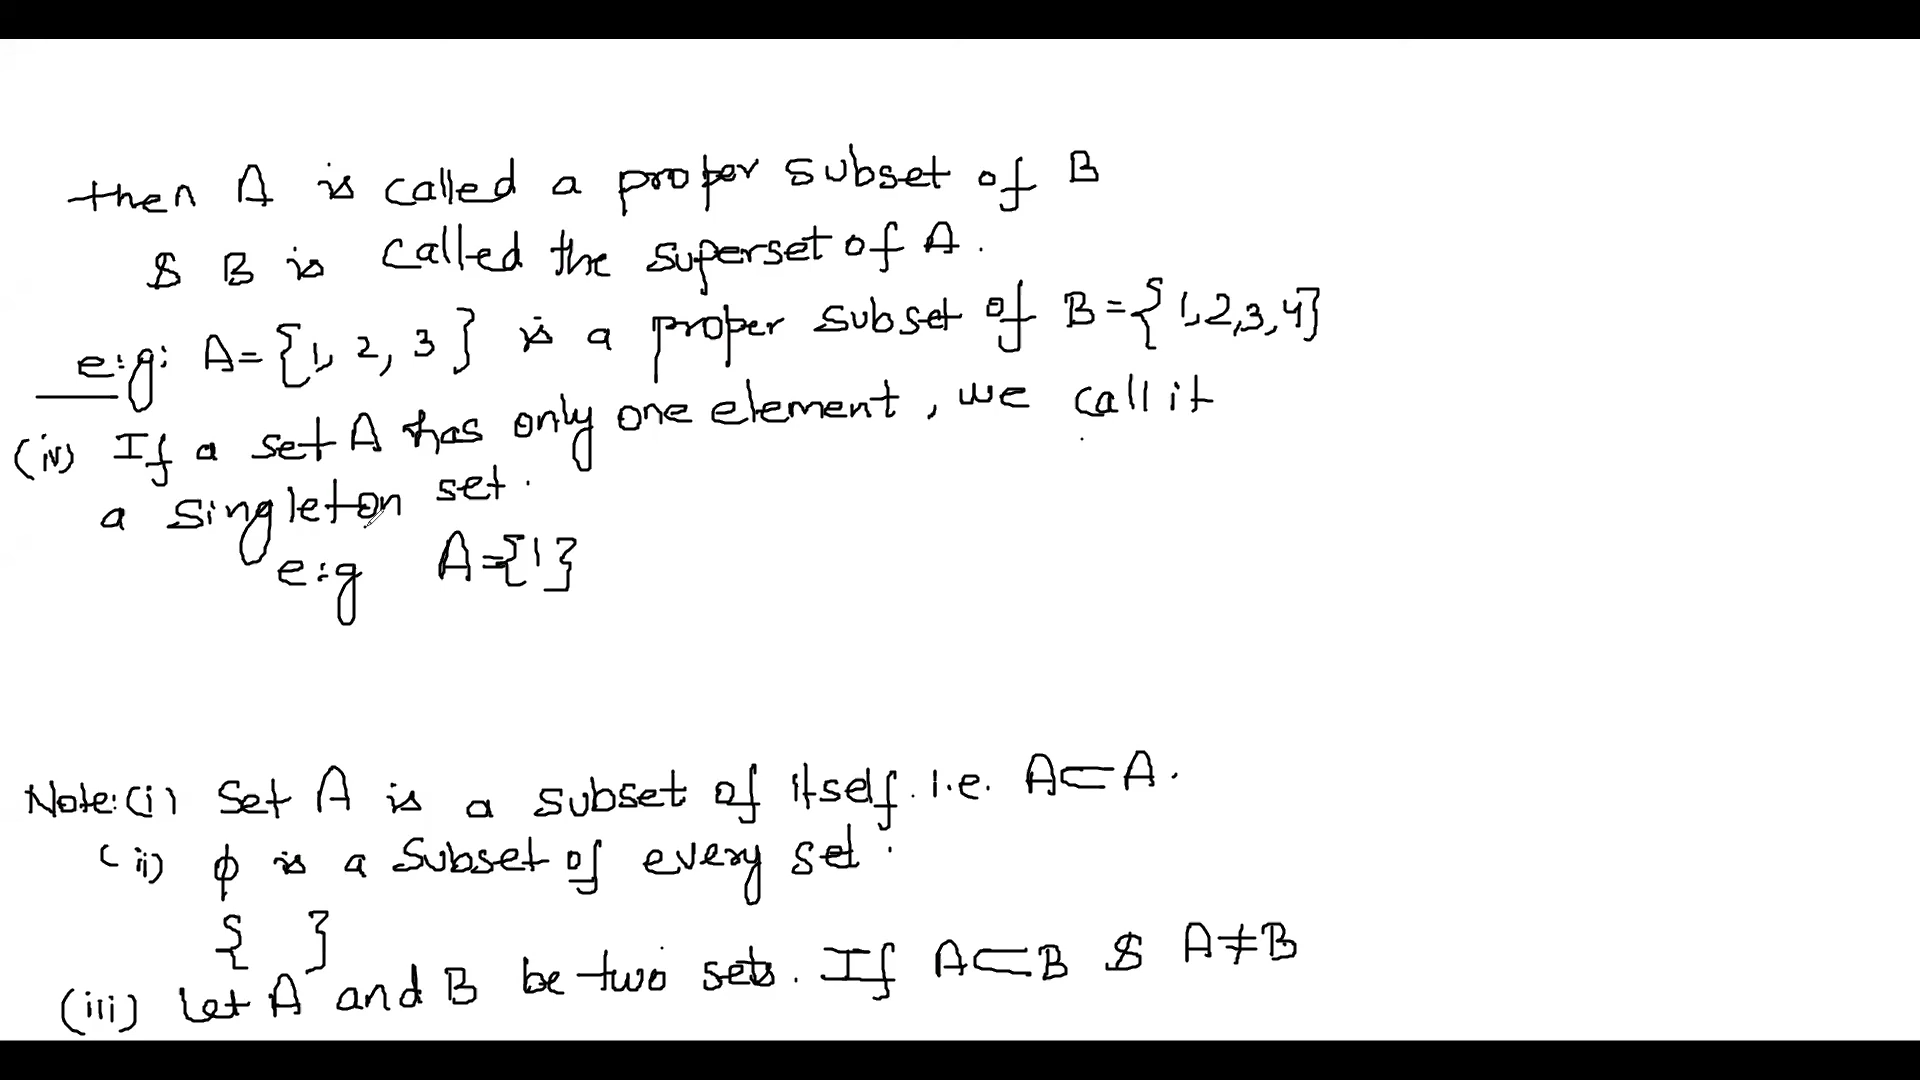 then A is called a proper subset of B
& B is called the superset of A.
e:g: A={1, 2, 3} is a proper subset of B={1,2,3,4}
(iv) If a set A has only one element, we call it
a singleton set.
e:g A={1}
Note:(i) Set A is a subset of itself. i.e. A⊂A.
(ii) ϕ is a subset of every set.
{ }
(iii) Let A and B be two sets. If A⊂B & A≠B